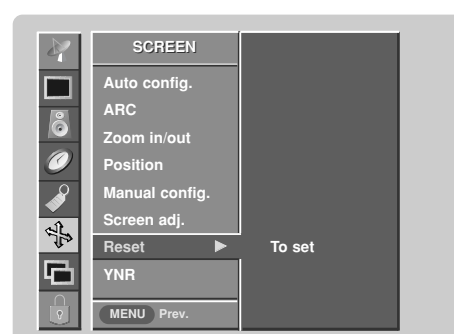 SCREEN
Auto config.
ARC
Zoom in/out
Position
Manual config.
Screen adj.
Reset ▶ To set
YNR
MENU Prev.